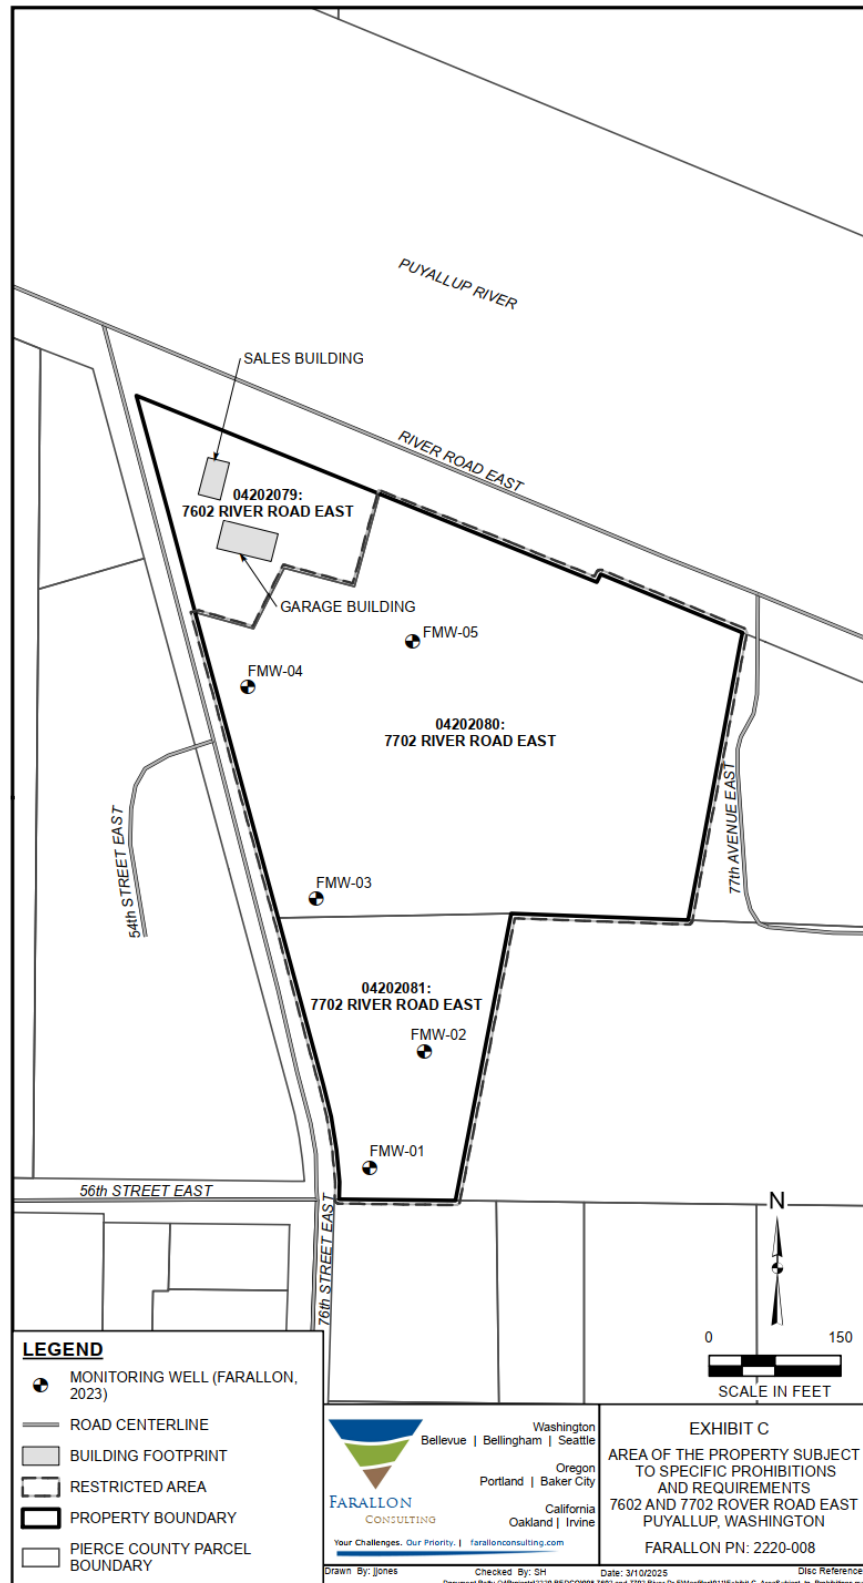 PUYALLUP RIVER
SALES BUILDING
RIVER ROAD EAST
04202079:
7602 RIVER ROAD EAST
GARAGE BUILDING
FMW-05
FMW-04
04202080:
7702 RIVER ROAD EAST
77th AVENUE EAST
54th STREET EAST
FMW-03
04202081:
7702 RIVER ROAD EAST
FMW-02
FMW-01
56th STREET EAST
76th STREET EAST
N
0 150
SCALE IN FEET
LEGEND
MONITORING WELL (FARALLON,
2023)
ROAD CENTERLINE
BUILDING FOOTPRINT
RESTRICTED AREA
PROPERTY BOUNDARY
PIERCE COUNTY PARCEL
BOUNDARY
FARALLON
CONSULTING
Washington
Bellevue | Bellingham | Seattle
Oregon
Portland | Baker City
California
Oakland | Irvine
Your Challenges. Our Priority. | farallonconsulting.com
EXHIBIT C
AREA OF THE PROPERTY SUBJECT
TO SPECIFIC PROHIBITIONS
AND REQUIREMENTS
7602 AND 7702 ROVER ROAD EAST
PUYALLUP, WASHINGTON
FARALLON PN: 2220-008
Drawn By: jjones Checked By: SH Date: 3/10/2025 Disc Reference